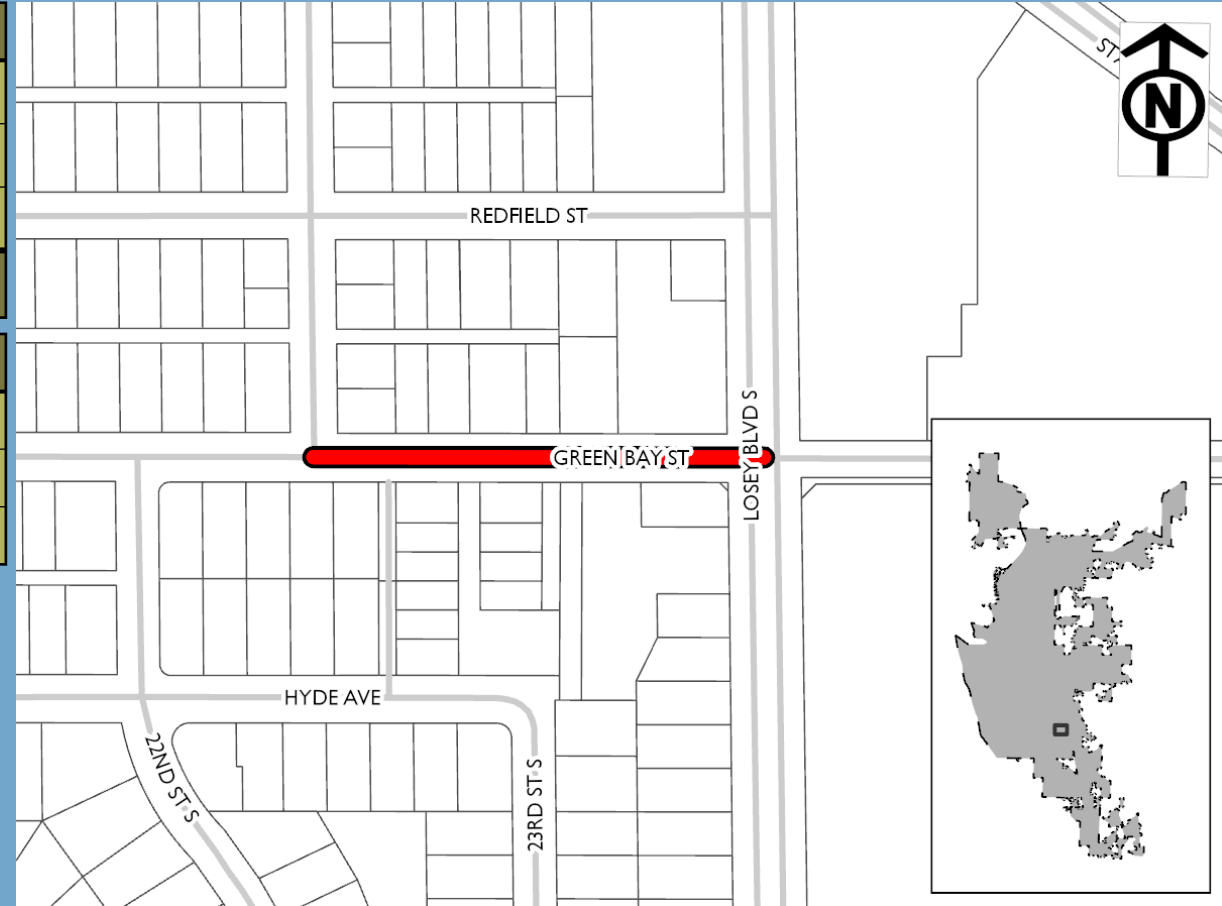 N
REDFIELD ST
GREEN BAY ST
LOSEY BLVD S
HYDE AVE
22ND ST S
23RD ST S